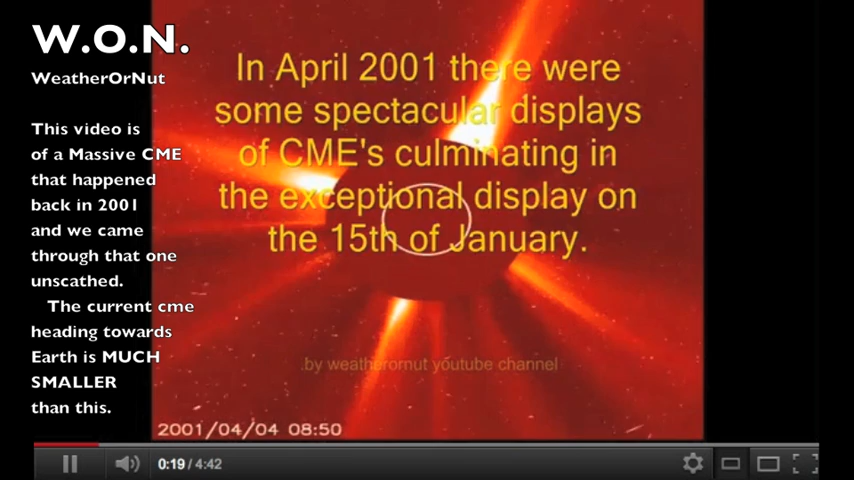 W.O.N.
WeatherOrNut
This video is
of a Massive CME
that happened
back in 2001
and we came
through that one
unscathed.
The current cme
heading towards
Earth is MUCH
SMALLER
than this.
In April 2001 there were
some spectacular displays
of CME's culminating in
the exceptional display on
the 15th of January.
.by weatherornut youtube channel
2001/04/04 08:50
0:19 / 4:42